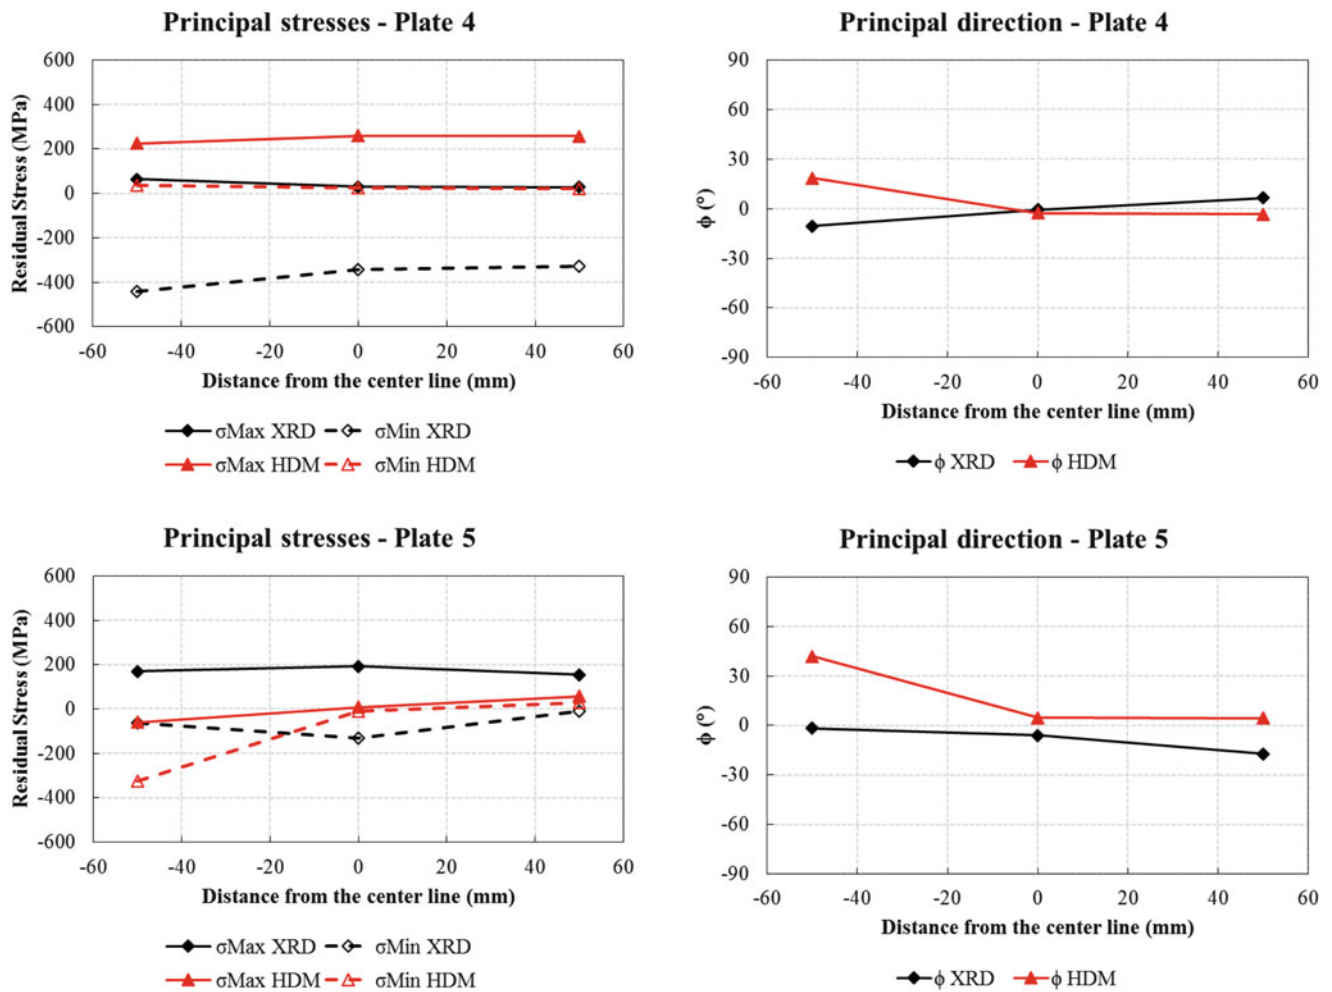 Principal stresses - Plate 4
Residual Stress (MPa)
600
400
200
0
-200
-400
-600
-60 -40 -20 0 20 40 60
Distance from the center line (mm)
σMax XRD σMin XRD
σMax HDM σMin HDM
Principal direction - Plate 4
ϕ (°)
90
60
30
0
-30
-60
-90
-60 -40 -20 0 20 40 60
Distance from the center line (mm)
ϕ XRD ϕ HDM
Principal stresses - Plate 5
Residual Stress (MPa)
600
400
200
0
-200
-400
-600
-60 -40 -20 0 20 40 60
Distance from the center line (mm)
σMax XRD σMin XRD
σMax HDM σMin HDM
Principal direction - Plate 5
ϕ (°)
90
60
30
0
-30
-60
-90
-60 -40 -20 0 20 40 60
Distance from the center line (mm)
ϕ XRD ϕ HDM